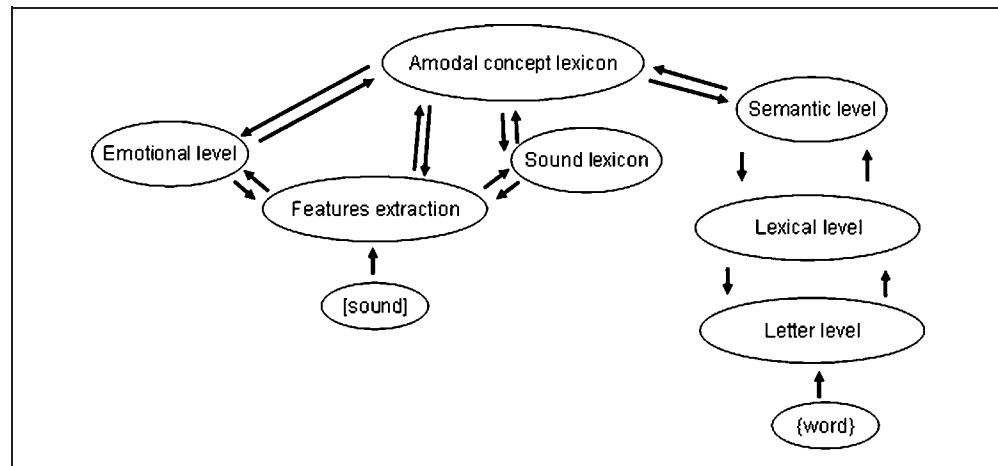 Amodal concept lexicon
Semantic level
Emotional level
Sound lexicon
Features extraction
Lexical level
[sound]
Letter level
{word}